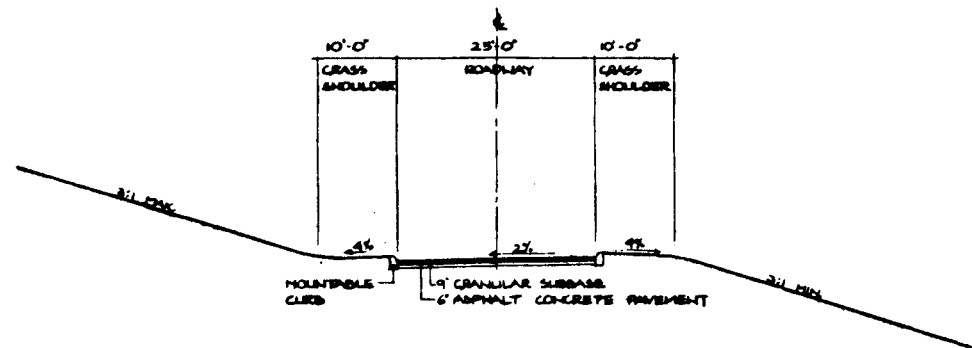 ℄
10'-0"
25'-0"
10'-0"
GRASS
SHOULDER
ROADWAY
GRASS
SHOULDER
3:1 MAX
4%
2%
4%
MOUNTABLE
CURB
9" GRANULAR SUBBASE
6" ASPHALT CONCRETE PAVEMENT
3:1 MIN.